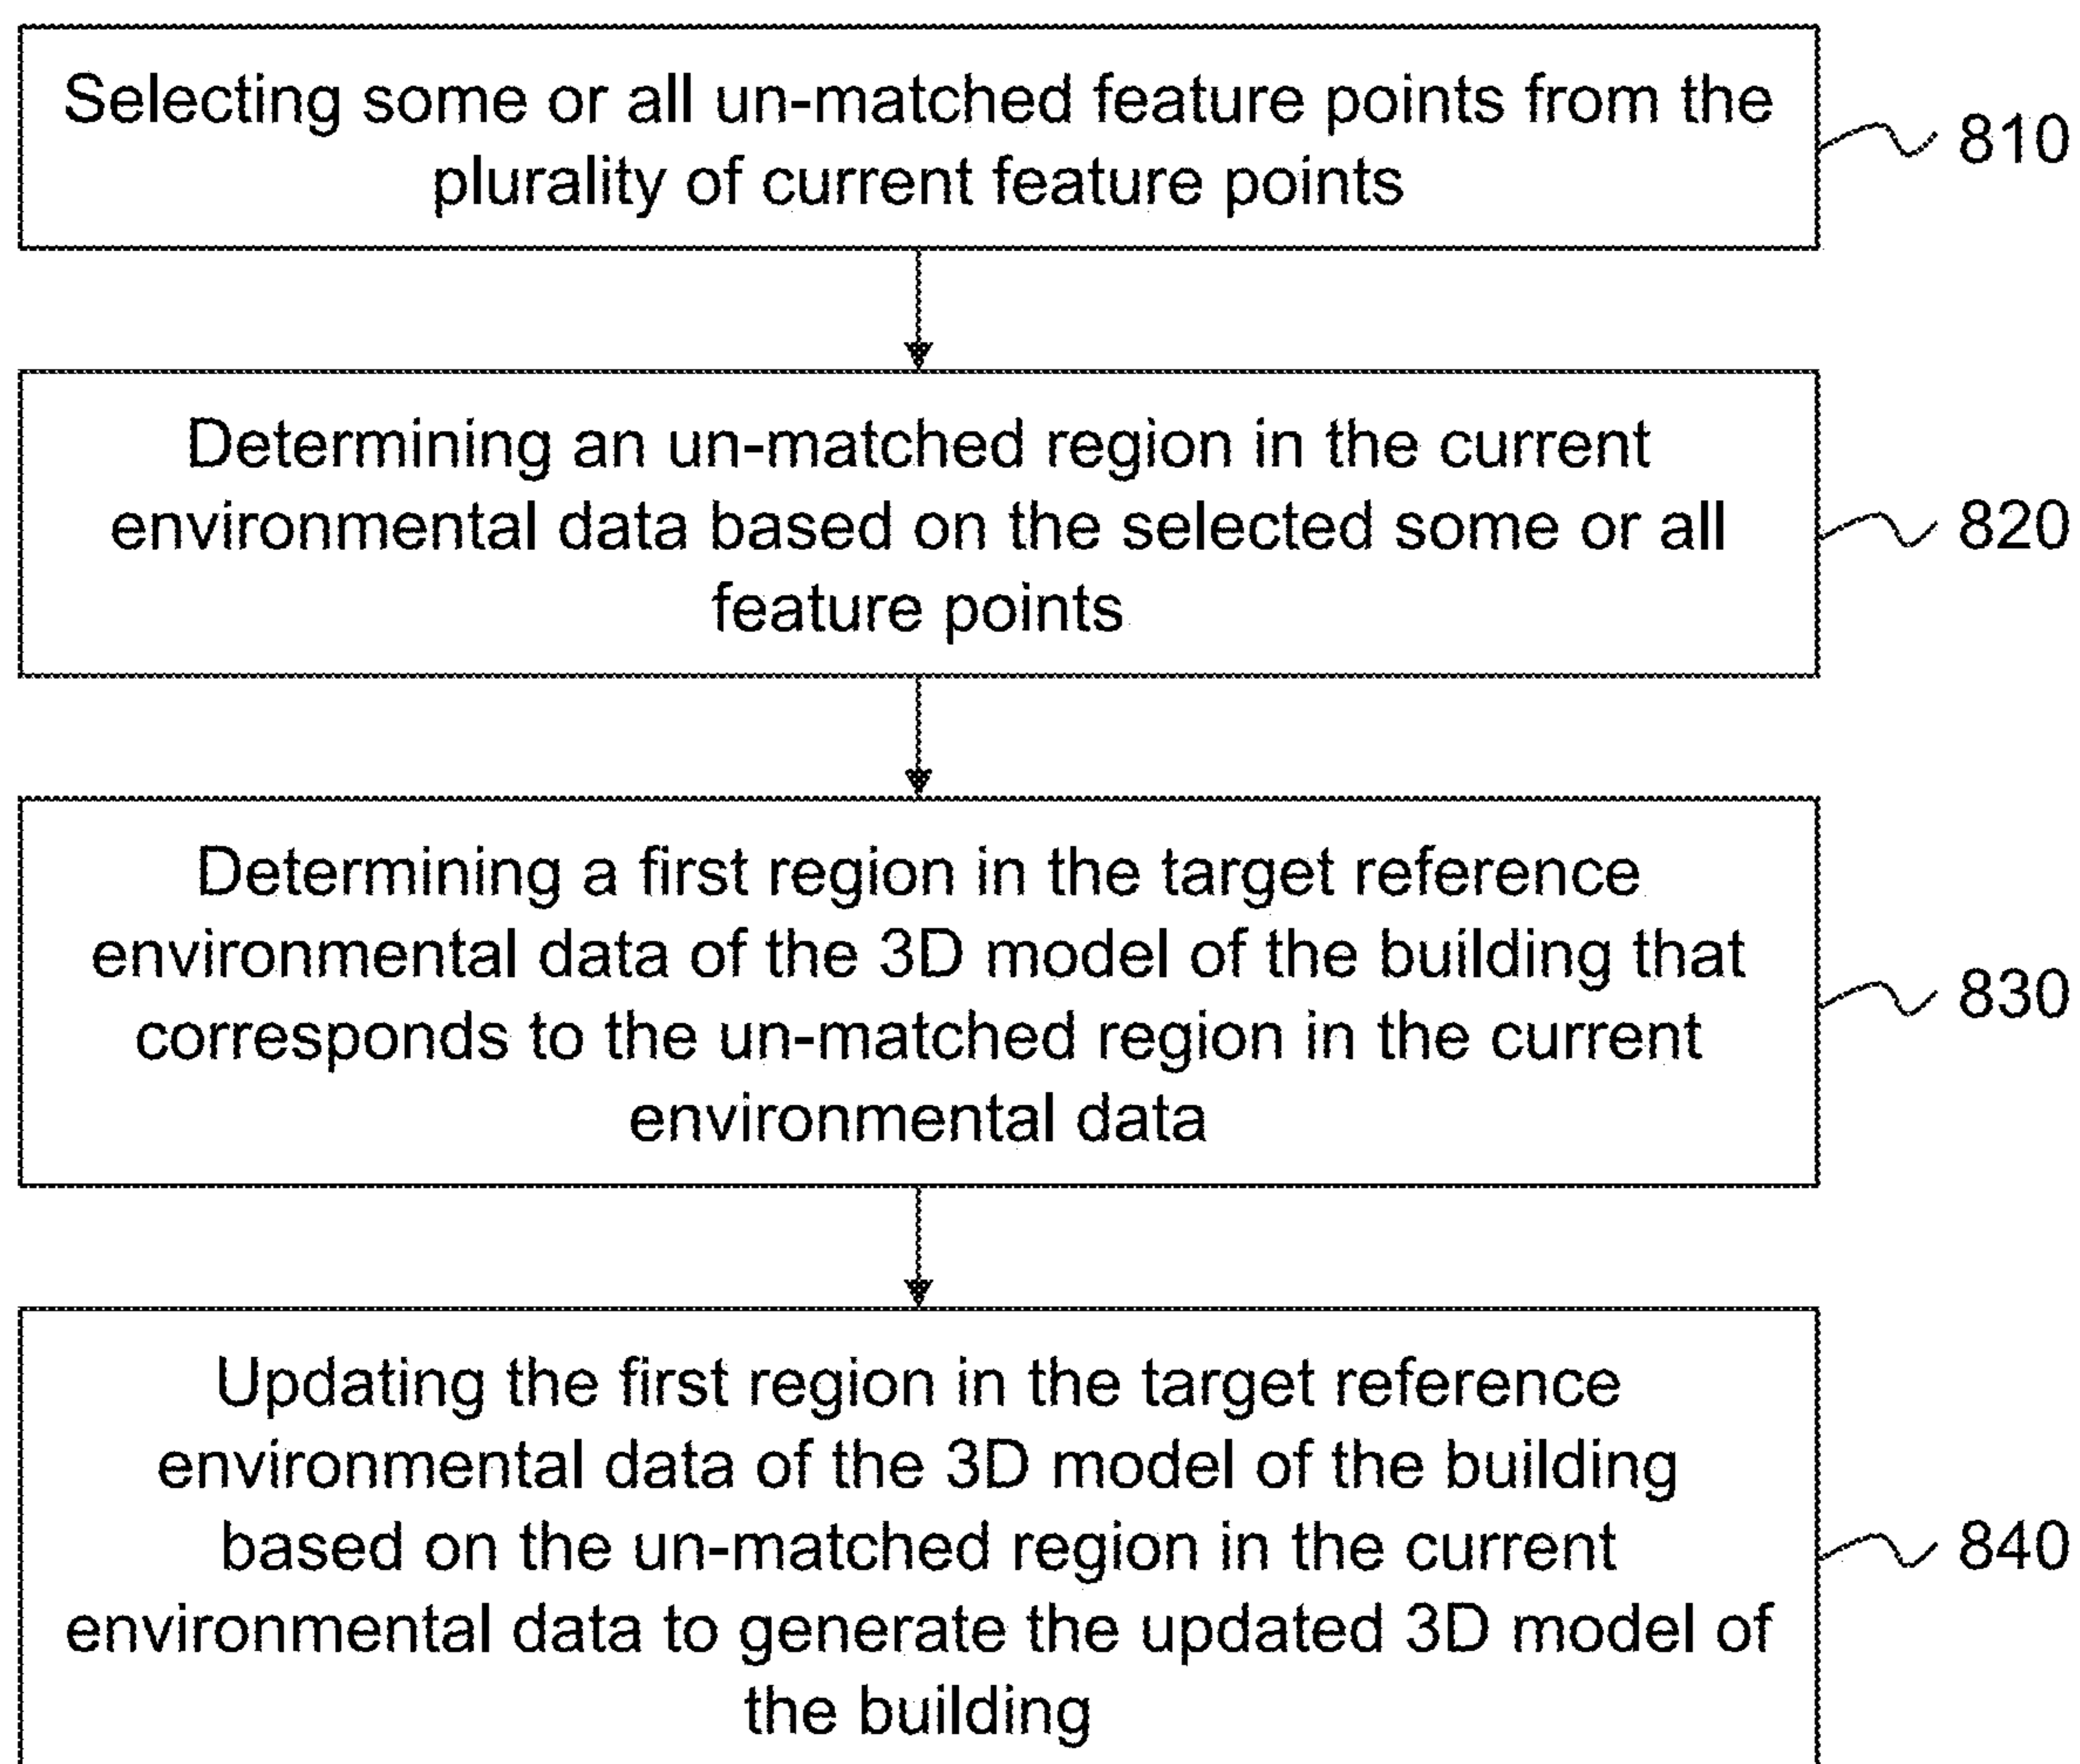 Selecting some or all un-matched feature points from the
plurality of current feature points
810
Determining an un-matched region in the current
environmental data based on the selected some or all
feature points
820
Determining a first region in the target reference
environmental data of the 3D model of the building that
corresponds to the un-matched region in the current
environmental data
830
Updating the first region in the target reference
environmental data of the 3D model of the building
based on the un-matched region in the current
environmental data to generate the updated 3D model of
the building
840